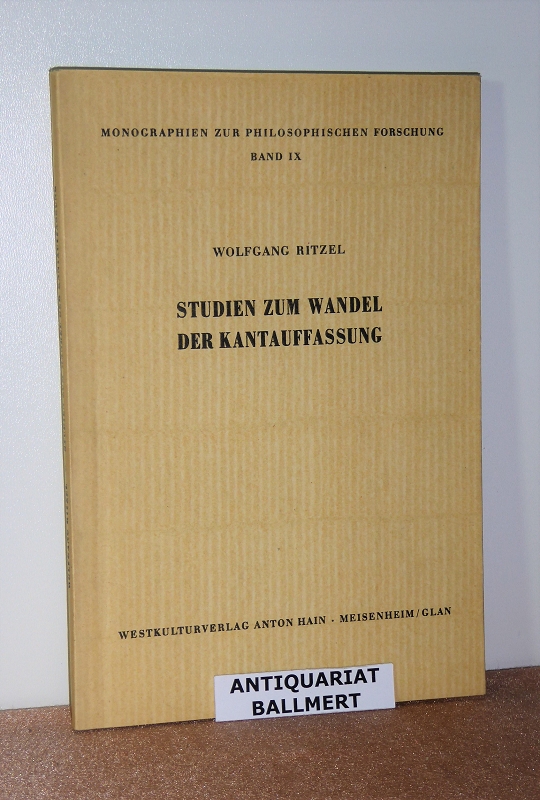 MONOGRAPHIEN ZUR PHILOSOPHISCHEN FORSCHUNG
BAND IX
WOLFGANG RITZEL
STUDIEN ZUM WANDEL
DER KANTAUFFASSUNG
WESTKULTURVERLAG ANTON HAIN · MEISENHEIM/GLAN
ANTIQUARIAT
BALLMERT